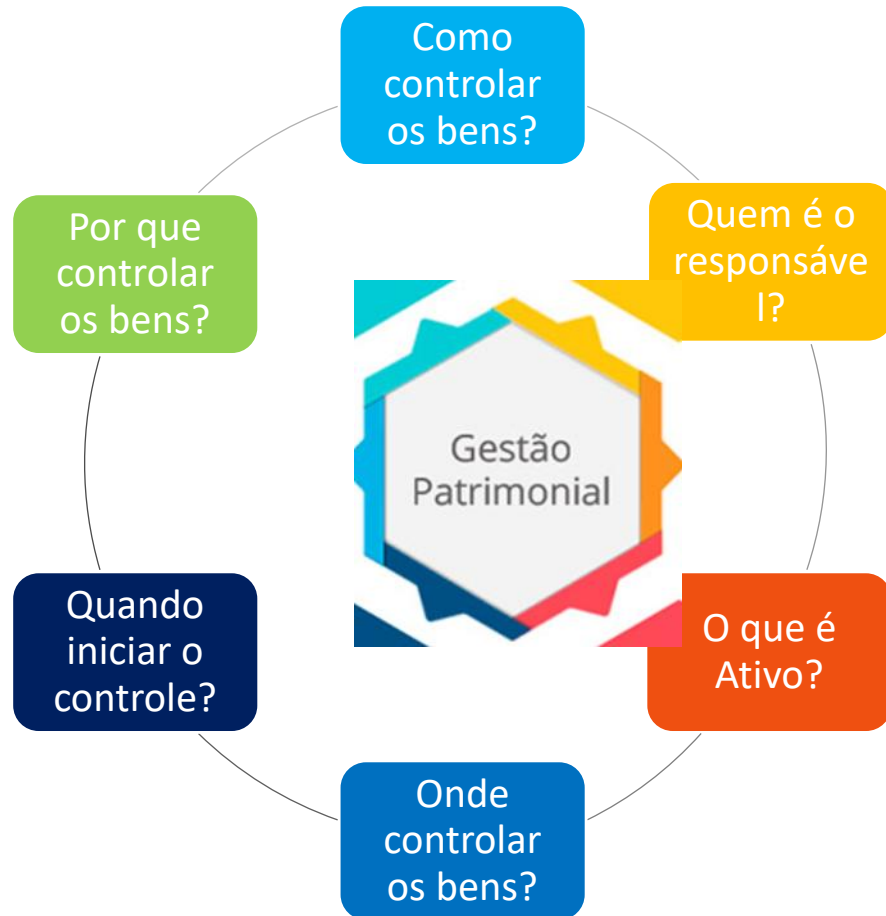 Como
controlar
os bens?
Quem é o
responsáve
l?
O que é
Ativo?
Onde
controlar
os bens?
Quando
iniciar o
controle?
Por que
controlar
os bens?
Gestão
Patrimonial